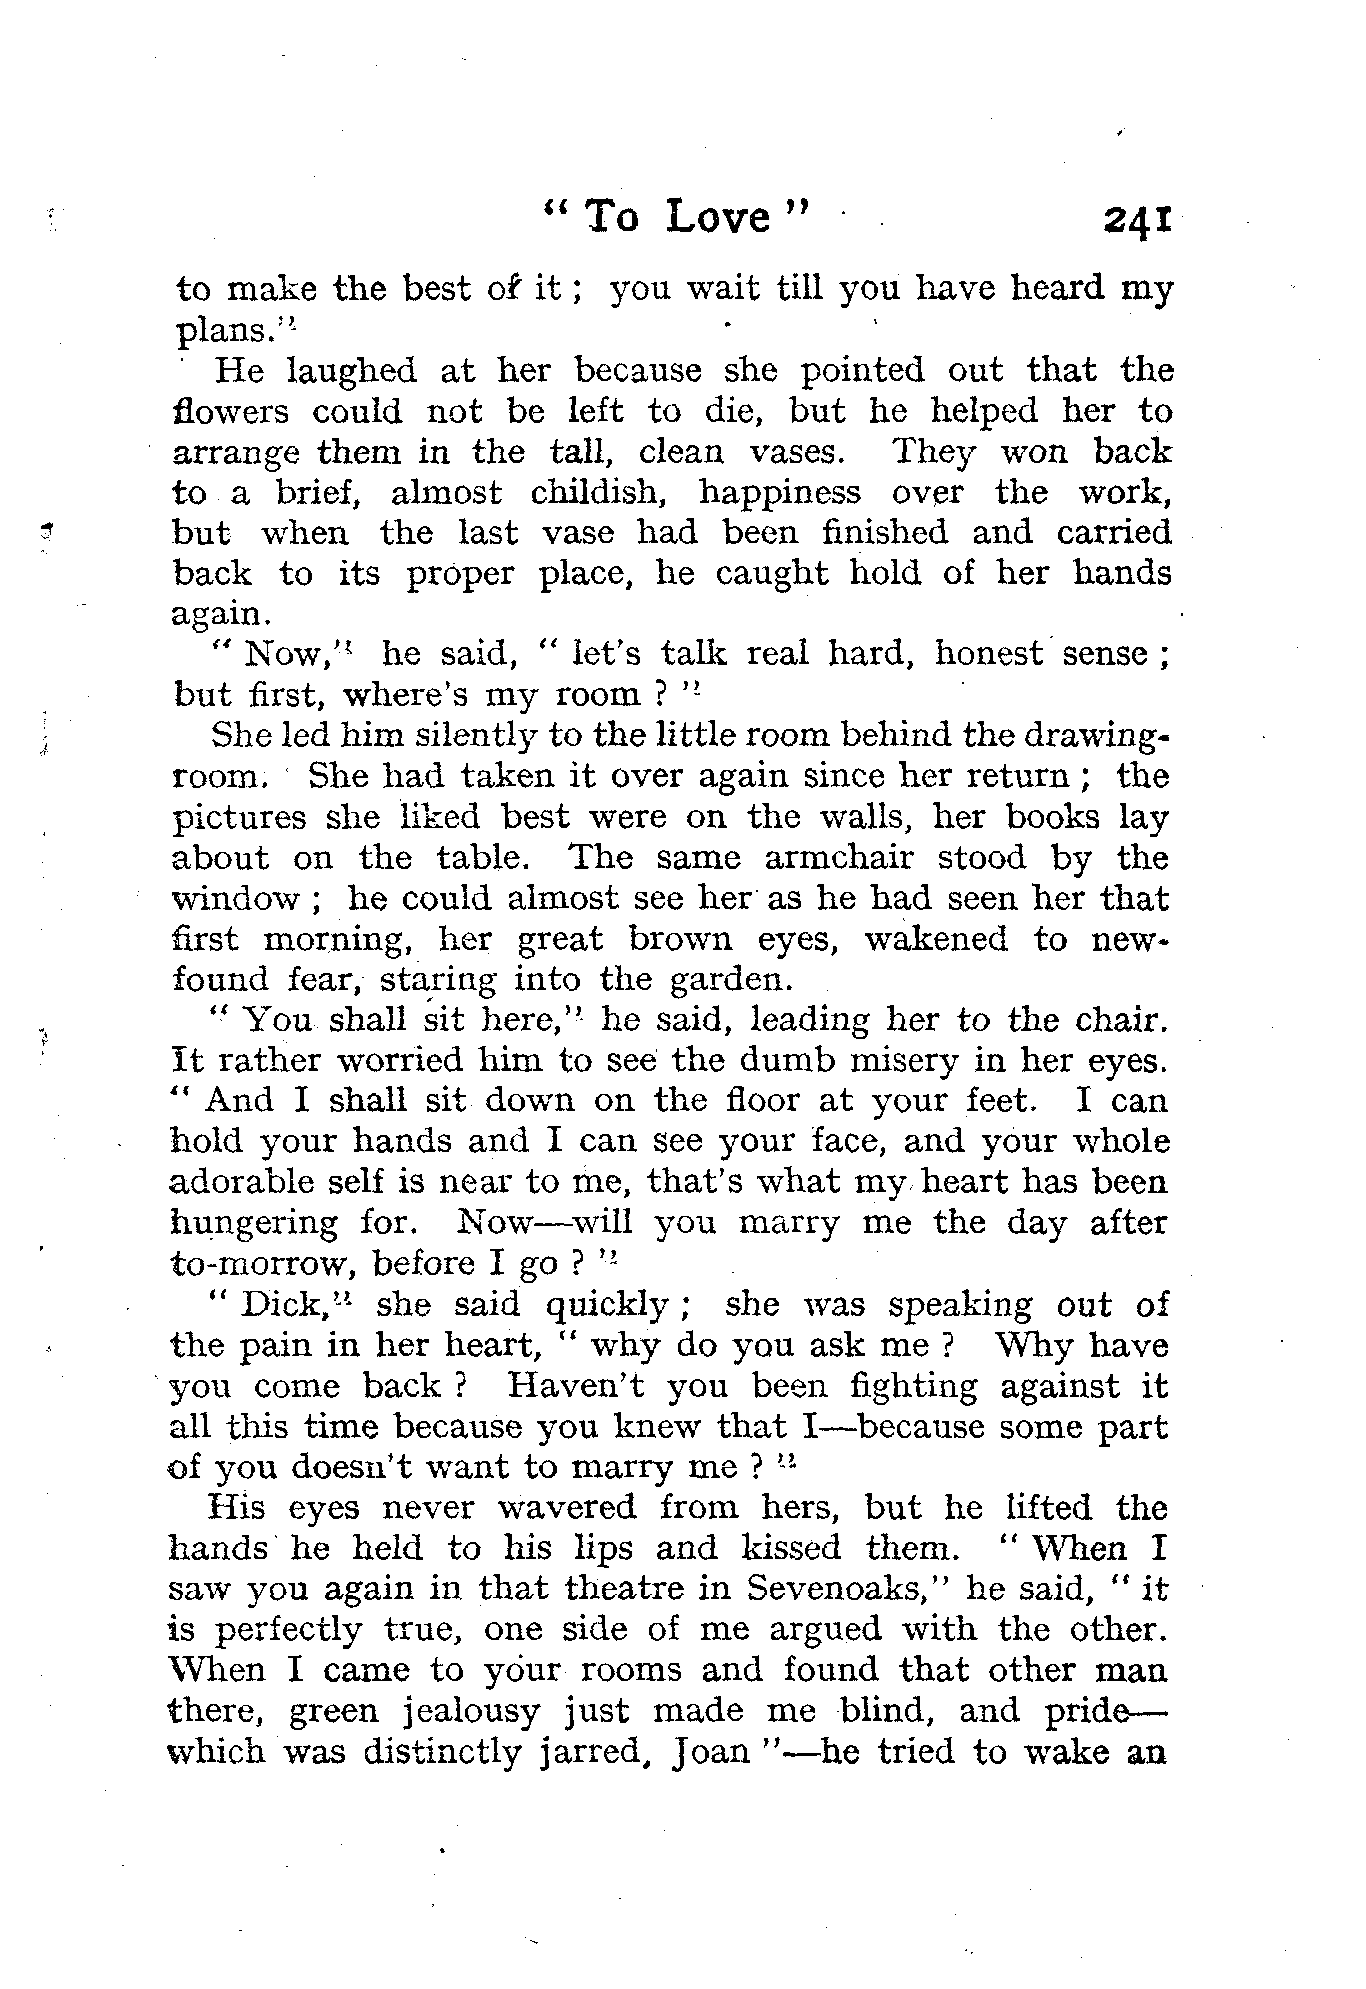 “ To Love ” 241
to make the best of it ; you wait till you have heard my
plans.”
He laughed at her because she pointed out that the
flowers could not be left to die, but he helped her to
arrange them in the tall, clean vases. They won back
to a brief, almost childish, happiness over the work,
but when the last vase had been finished and carried
back to its proper place, he caught hold of her hands
again.
“ Now,” he said, “ let's talk real hard, honest sense ;
but first, where's my room ? ”
She led him silently to the little room behind the drawing-
room. She had taken it over again since her return ; the
pictures she liked best were on the walls, her books lay
about on the table. The same armchair stood by the
window ; he could almost see her as he had seen her that
first morning, her great brown eyes, wakened to new-
found fear, staring into the garden.
“ You shall sit here,” he said, leading her to the chair.
It rather worried him to see the dumb misery in her eyes.
“ And I shall sit down on the floor at your feet. I can
hold your hands and I can see your face, and your whole
adorable self is near to me, that's what my heart has been
hungering for. Now—will you marry me the day after
to-morrow, before I go ? ”
“ Dick,” she said quickly ; she was speaking out of
the pain in her heart, “ why do you ask me ? Why have
you come back ? Haven't you been fighting against it
all this time because you knew that I—because some part
of you doesn't want to marry me ? ”
His eyes never wavered from hers, but he lifted the
hands he held to his lips and kissed them. “ When I
saw you again in that theatre in Sevenoaks,” he said, “ it
is perfectly true, one side of me argued with the other.
When I came to your rooms and found that other man
there, green jealousy just made me blind, and pride—
which was distinctly jarred, Joan ”—he tried to wake an